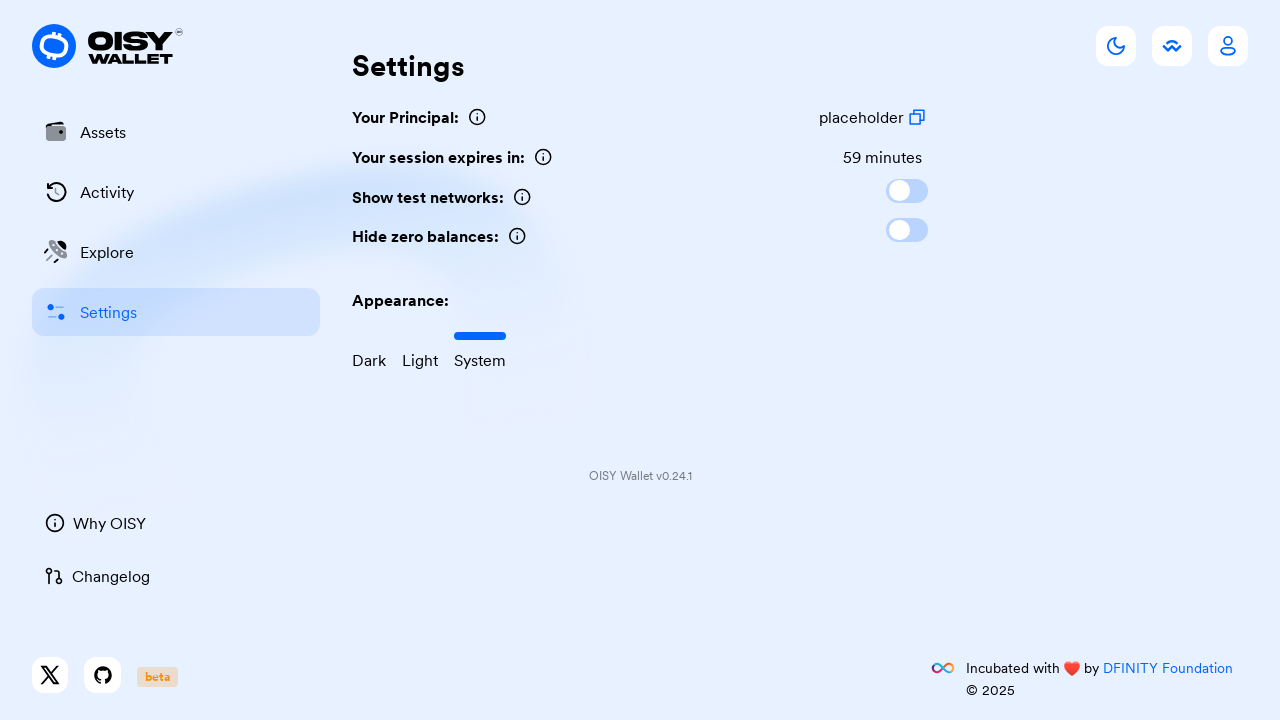 OISY
WALLET
Assets
Activity
Explore
Settings
Why OISY
Changelog
beta
Settings
Your Principal:
placeholder
Your session expires in:
59 minutes
Show test networks:
Hide zero balances:
Appearance:
Dark Light System
OISY Wallet v0.24.1
Incubated with ❤️ by DFINITY Foundation
© 2025